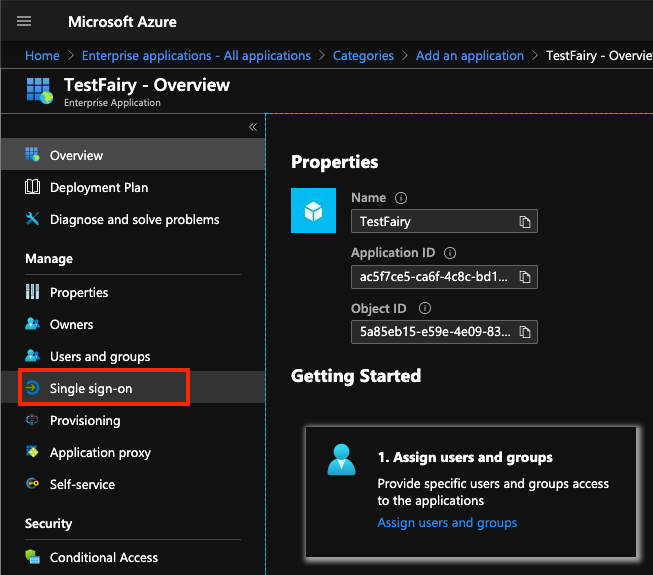 Microsoft Azure
Home > Enterprise applications - All applications > Categories > Add an application > TestFairy - Overvie
TestFairy - Overview
Enterprise Application
«
Overview
Deployment Plan
Diagnose and solve problems
Manage
Properties
Owners
Users and groups
Single sign-on
Provisioning
Application proxy
Self-service
Security
Conditional Access
Properties
Name
TestFairy
Application ID
ac5f7ce5-ca6f-4c8c-bd1...
Object ID
5a85eb15-e59e-4e09-83...
Getting Started
1. Assign users and groups
Provide specific users and groups access
to the applications
Assign users and groups